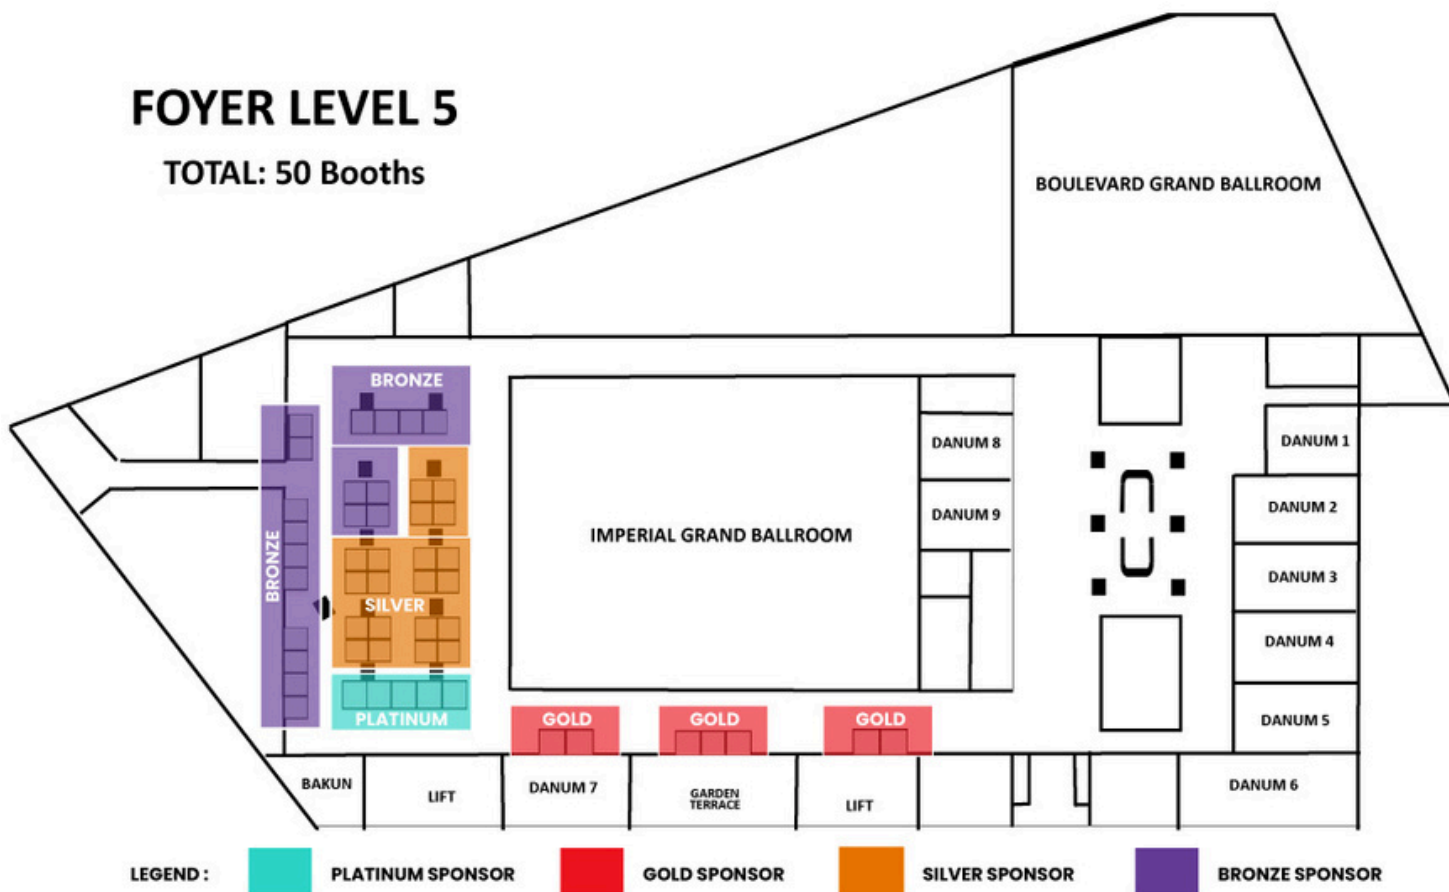 FOYER LEVEL 5
TOTAL: 50 Booths
BOULEVARD GRAND BALLROOM
BRONZE
BRONZE
SILVER
PLATINUM
IMPERIAL GRAND BALLROOM
DANUM 8
DANUM 9
DANUM 1
DANUM 2
DANUM 3
DANUM 4
DANUM 5
GOLD
GOLD
GOLD
BAKUN
LIFT
DANUM 7
GARDEN
TERRACE
LIFT
DANUM 6
LEGEND :
PLATINUM SPONSOR
GOLD SPONSOR
SILVER SPONSOR
BRONZE SPONSOR